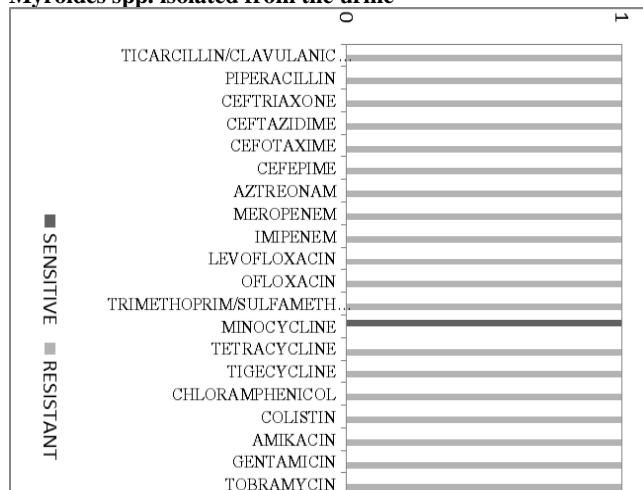 Myroides spp. isolated from the urine
0 1
TICARCILLIN/CLAVULANIC ...
PIPERACILLIN
CEFTRIAXONE
CEFTAZIDIME
CEFOTAXIME
CEFEPIME
AZTREONAM
MEROPENEM
IMIPENEM
LEVOFLOXACIN
OFLOXACIN
TRIMETHOPRIM/SULFAMETH...
MINOCYCLINE
TETRACYCLINE
TIGECYCLINE
CHLORAMPHENICOL
COLISTIN
AMIKACIN
GENTAMICIN
TOBRAMYCIN
SENSITIVE RESISTANT